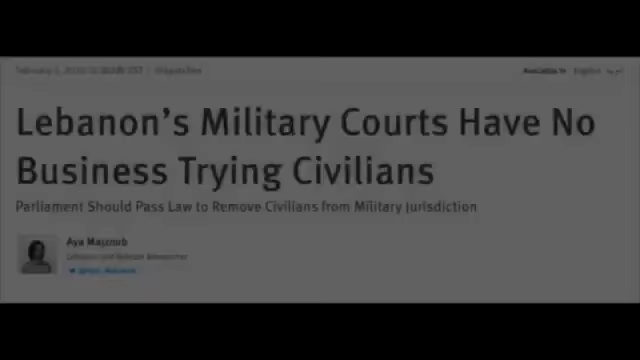 Lebanon's Military Courts Have No
Business Trying Civilians
Parliament Should Pass Law to Remove Civilians from Military Jurisdiction
Aya Majzoub